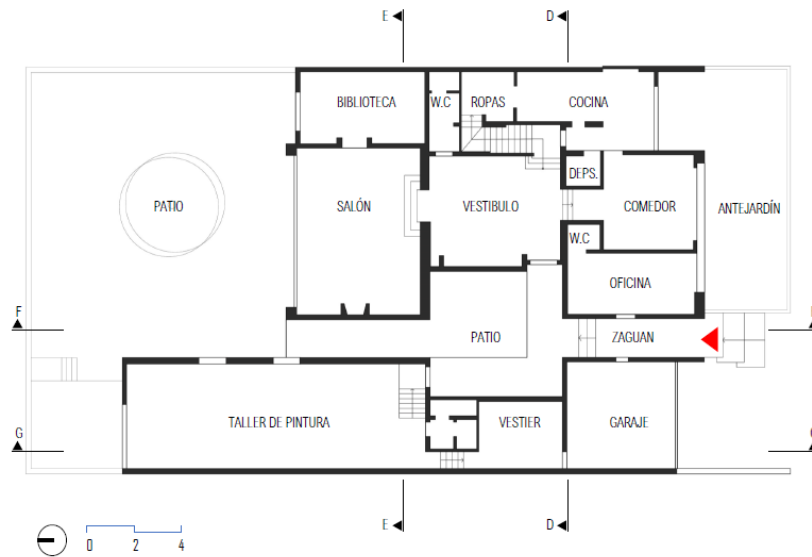 E D
BIBLIOTECA W.C ROPAS COCINA
DEPS.
PATIO SALÓN VESTIBULO COMEDOR ANTEJARDÍN
W.C
OFICINA
F
PATIO ZAGUAN
TALLER DE PINTURA VESTIER GARAJE
G
E D
0 2 4